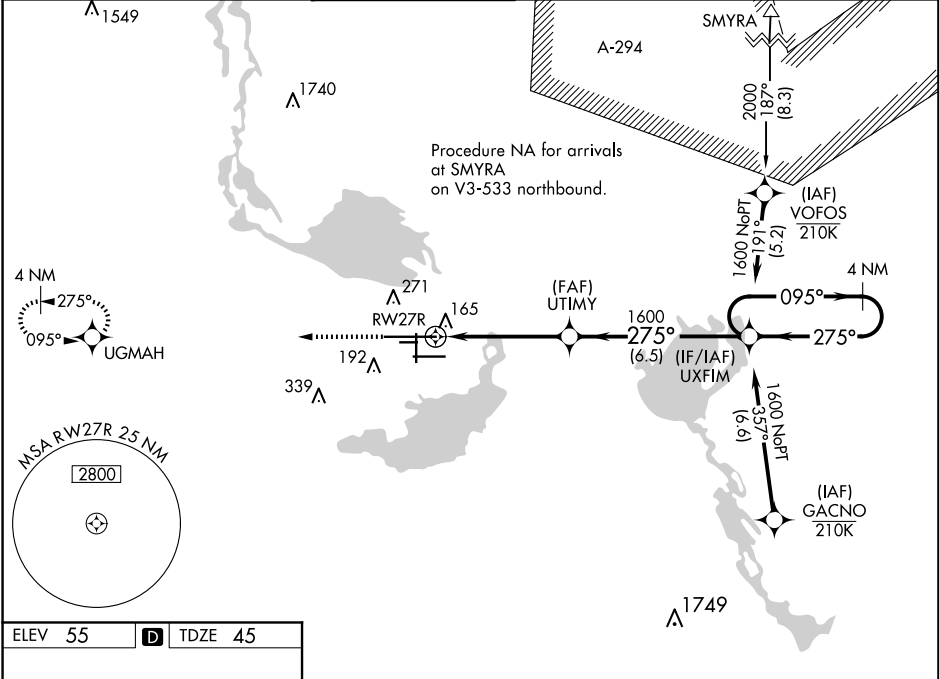 1549
SMYRA
A-294
1740
2000
187°
(8.3)
Procedure NA for arrivals
at SMYRA
on V3-533 northbound.
(IAF)
VOFOS
210K
1600 NoPT
191°
(5.2)
4 NM
275°
095°
UGMAH
271
RW27R
165
192
339
(FAF)
UTIMY
1600
275°
(6.5)
(IF/IAF)
UXFIM
4 NM
095°
275°
1600 NoPT
357°
(6.6)
(IAF)
GACNO
210K
MSA RW27R 25 NM
2800
1749
ELEV 55 D TDZE 45